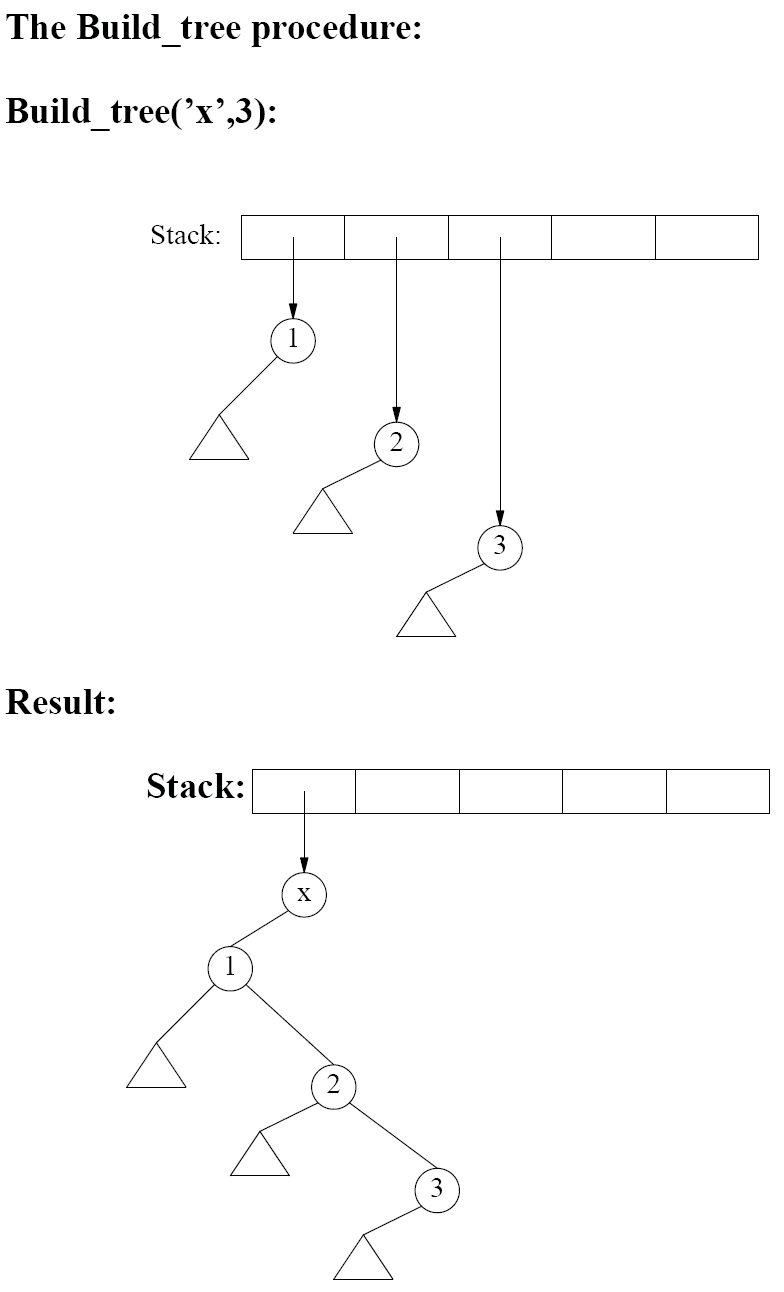 The Build_tree procedure:
Build_tree(’x’,3):
Stack:
1
2
3
Result:
Stack:
x
1
2
3